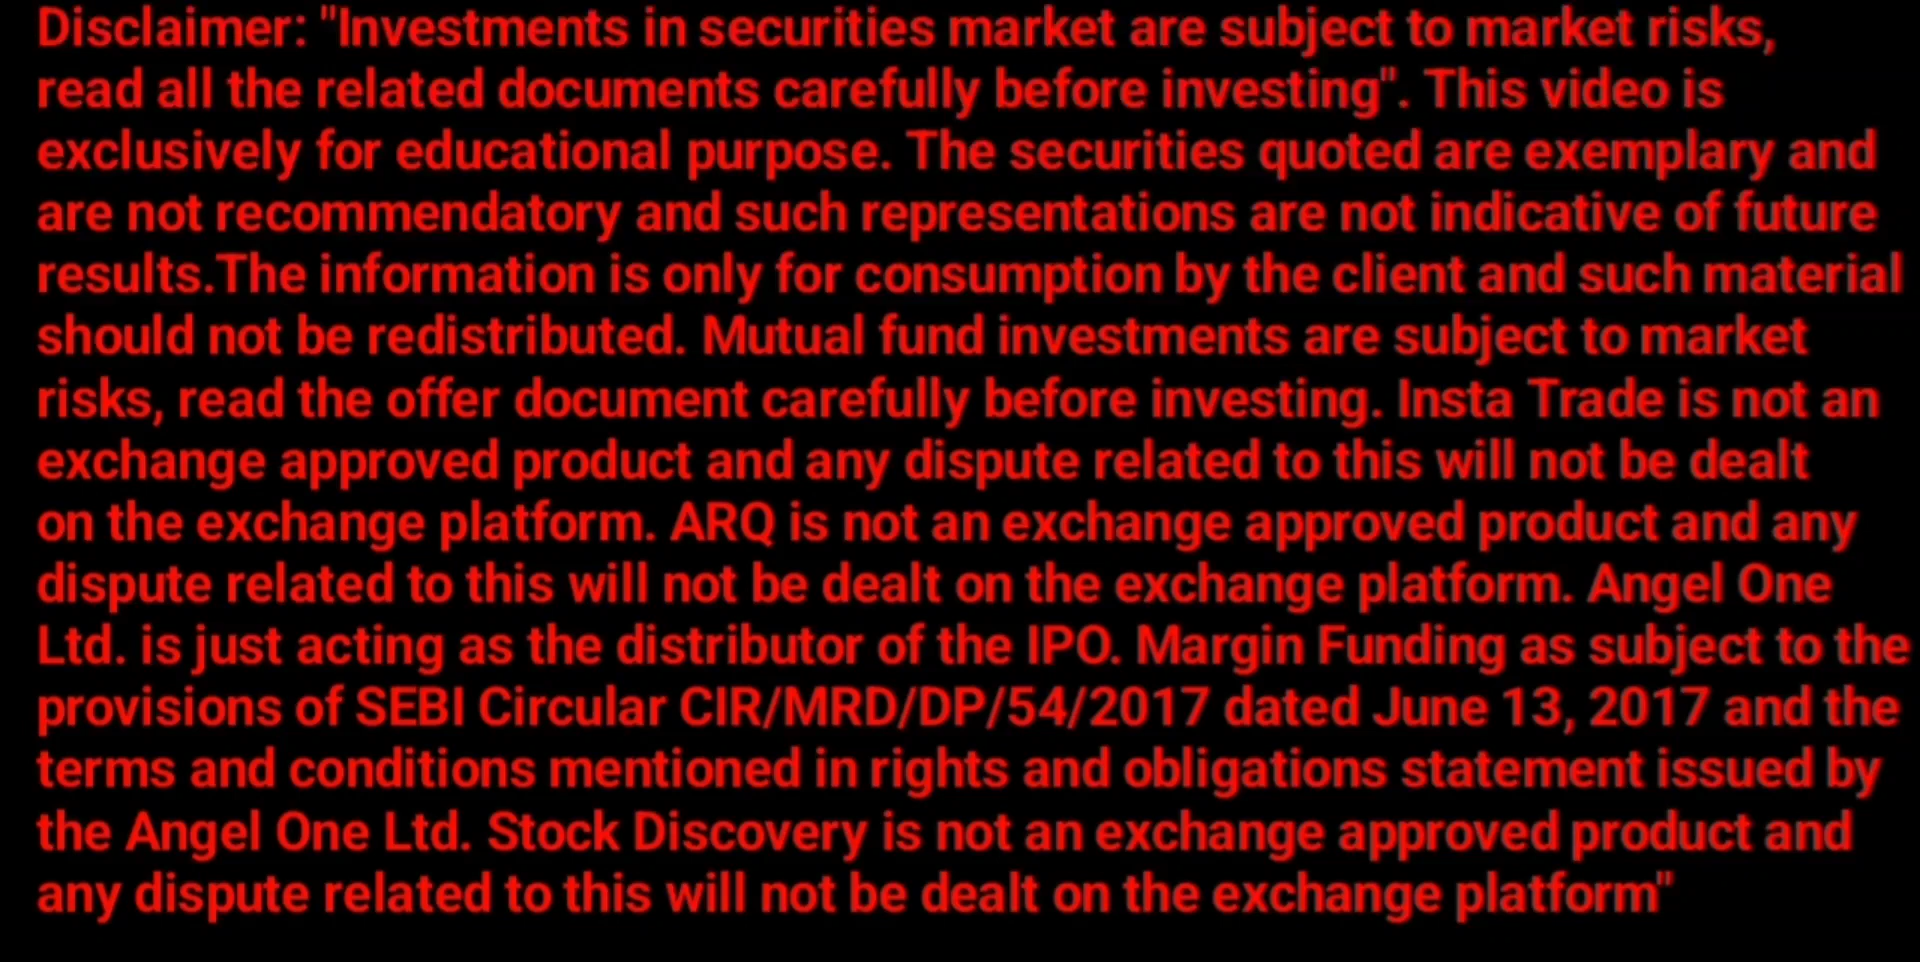 Disclaimer: "Investments in securities market are subject to market risks,
read all the related documents carefully before investing". This video is
exclusively for educational purpose. The securities quoted are exemplary and
are not recommendatory and such representations are not indicative of future
results.The information is only for consumption by the client and such material
should not be redistributed. Mutual fund investments are subject to market
risks, read the offer document carefully before investing. Insta Trade is not an
exchange approved product and any dispute related to this will not be dealt
on the exchange platform. ARQ is not an exchange approved product and any
dispute related to this will not be dealt on the exchange platform. Angel One
Ltd. is just acting as the distributor of the IPO. Margin Funding as subject to the
provisions of SEBI Circular CIR/MRD/DP/54/2017 dated June 13, 2017 and the
terms and conditions mentioned in rights and obligations statement issued by
the Angel One Ltd. Stock Discovery is not an exchange approved product and
any dispute related to this will not be dealt on the exchange platform"